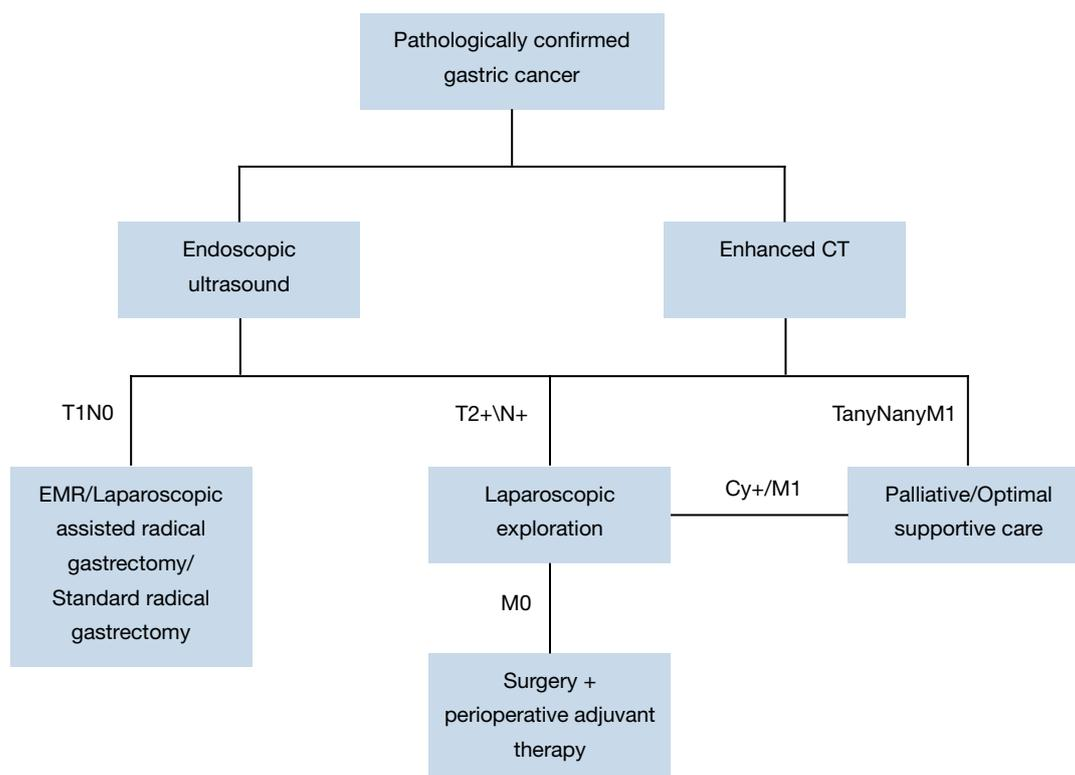 Pathologically confirmed
gastric cancer
Endoscopic
ultrasound
Enhanced CT
T1N0
T2+\N+
TanyNanyM1
EMR/Laparoscopic
assisted radical
gastrectomy/
Standard radical
gastrectomy
Laparoscopic
exploration
Cy+/M1
Palliative/Optimal
supportive care
M0
Surgery +
perioperative adjuvant
therapy